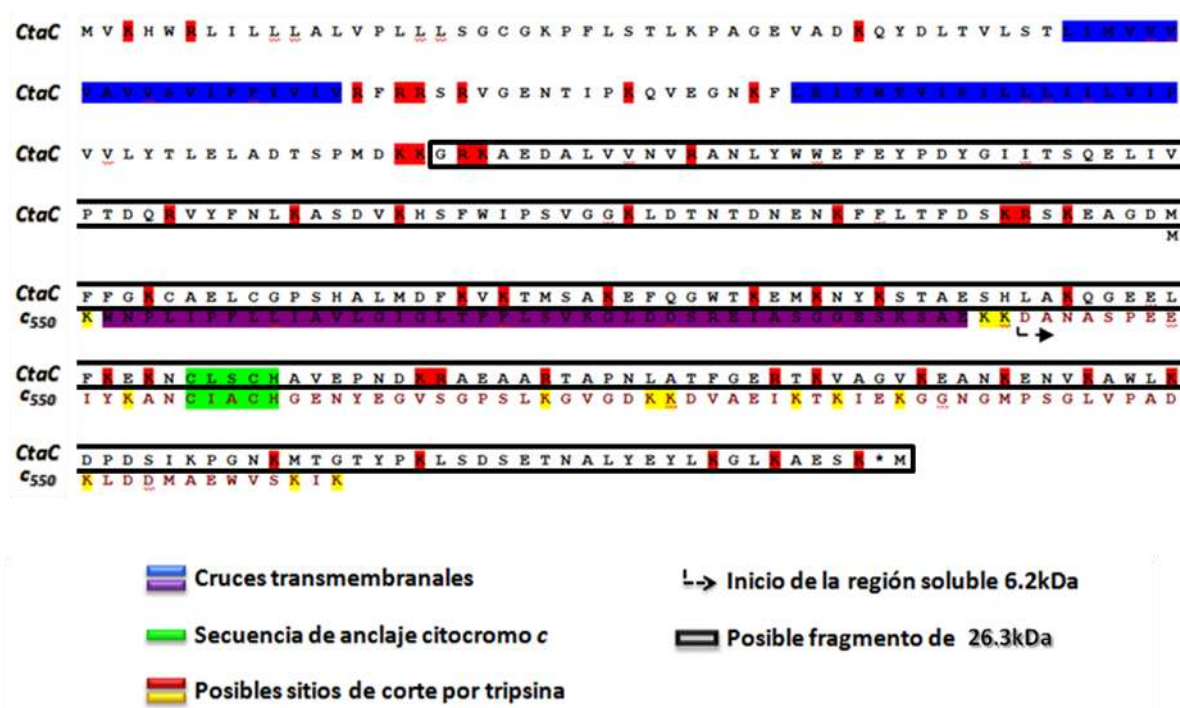 CtaC M V K H W R L I L L L A L V P L L L S G C G K P F L S T L K P A G E V A D K Q Y D L T V L S T L I M V V V
CtaC V A V V S V I F F Y V I V R F R R S R V G E N T I P K Q V E G N K F L E I T W T V I P I L L L I I L V I P
CtaC V V L Y T L E L A D T S P M D K K G R K A E D A L V V N V R A N L Y W W E F E Y P D Y G I I T S Q E L I V
CtaC P T D Q R V Y F N L K A S D V K H S F W I P S V G G K L D T N T D N E N K F F L T F D S K R S K E A G D M
M
CtaC F F G K C A E L C G P S H A L M D F K V K T M S A K E F Q G W T K E M K N Y K S T A E S H L A K Q G E E L
c550 K W N P L I P F L L I A V L G I G L T F F L S V K G L D D S R E I A S G G E S K S A E K K D A N A S P E E
CtaC F K E K N C L S C H A V E P N D K R A E A A R T A P N L A T F G E R T K V A G V K E A N K E N V K A W L K
c550 I Y K A N C I A C H G E N Y E G V S G P S L K G V G D K K D V A E I K T K I E K G G N G M P S G L V P A D
CtaC D P D S I K P G N K M T G T Y P K L S D S E T N A L Y E Y L K G L K A E S K * M
c550 K L D D M A E W V S K I K
Cruces transmembranales
Inicio de la región soluble 6.2kDa
Secuencia de anclaje citocromo c
Posible fragmento de 26.3kDa
Posibles sitios de corte por tripsina